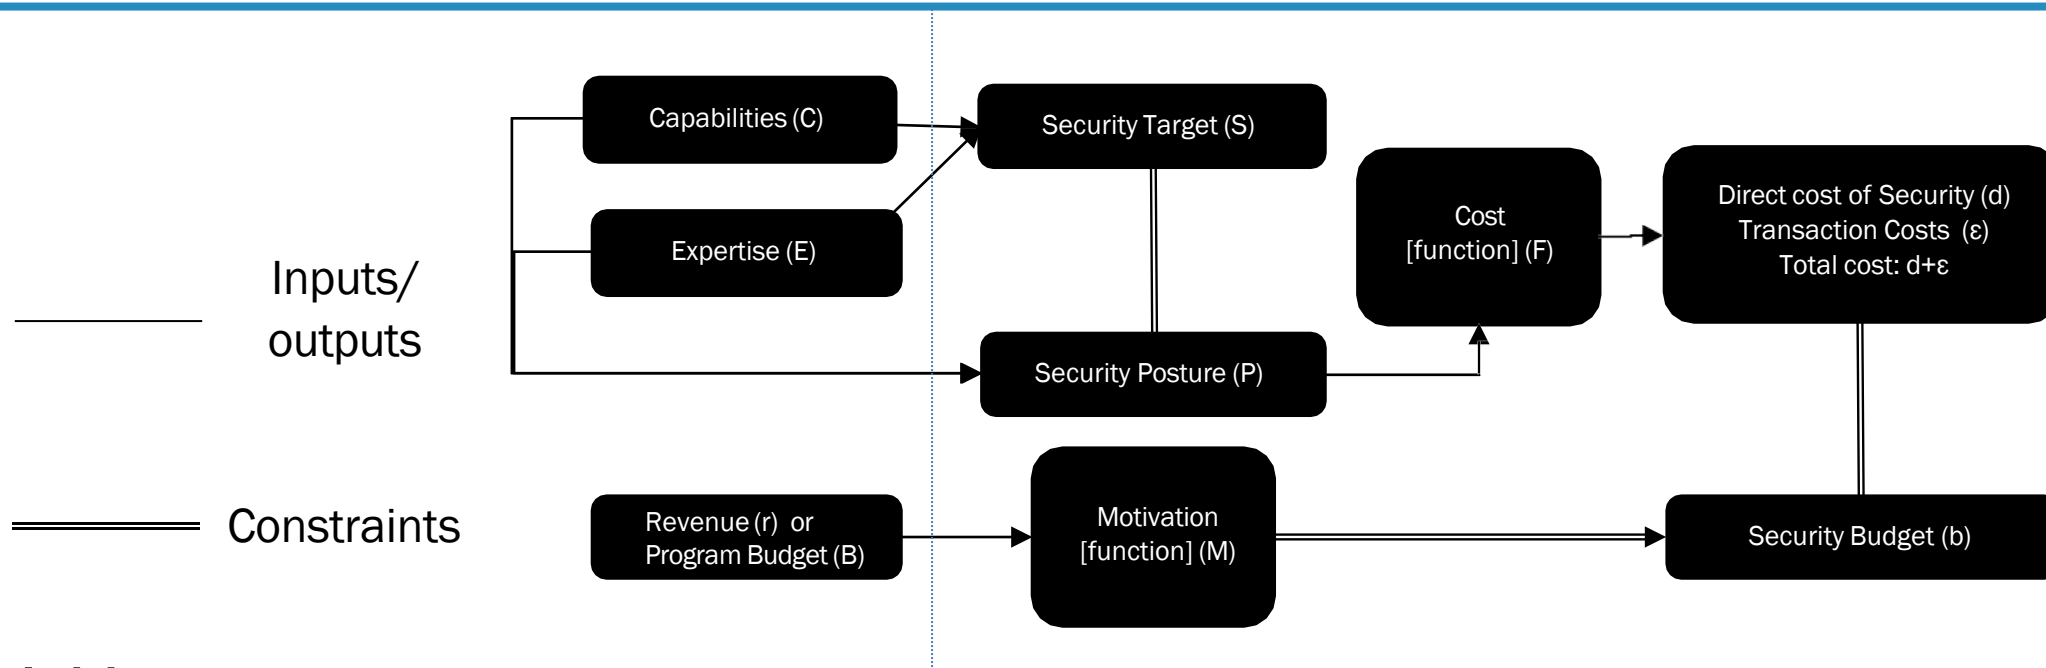 Capabilities (C)
Security Target (S)
Expertise (E)
Cost
[function] (F)
Direct cost of Security (d)
Transaction Costs (ε)
Total cost: d+ε
Inputs/
outputs
Security Posture (P)
Constraints
Revenue (r) or
Program Budget (B)
Motivation
[function] (M)
Security Budget (b)